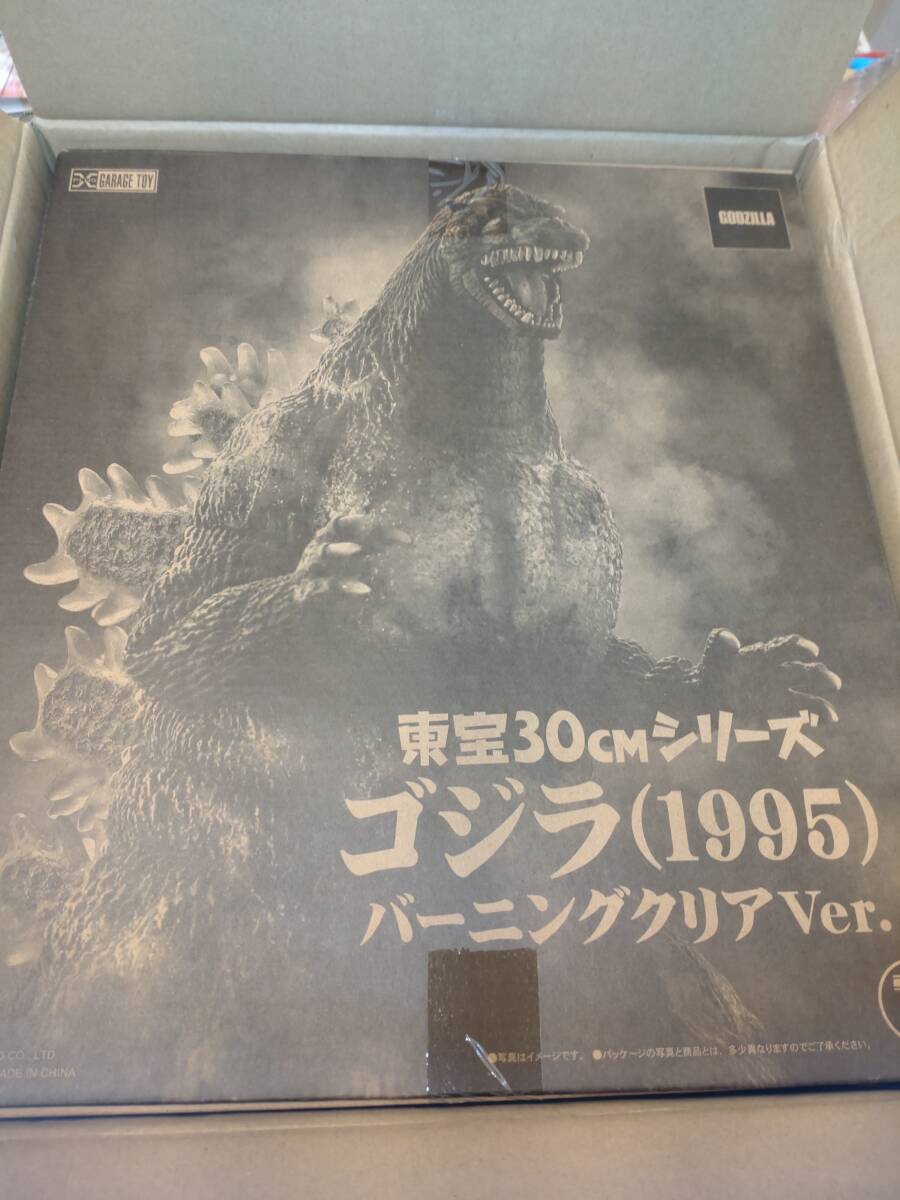 GARAGE TOY
GODZILLA
東宝30CMシリーズ
ゴジラ(1995)
バーニングクリアVer.
●写真はイメージです。 ●パッケージの写真と商品とは、多少異なりますのでご了承ください。
CO., LTD.
MADE IN CHINA